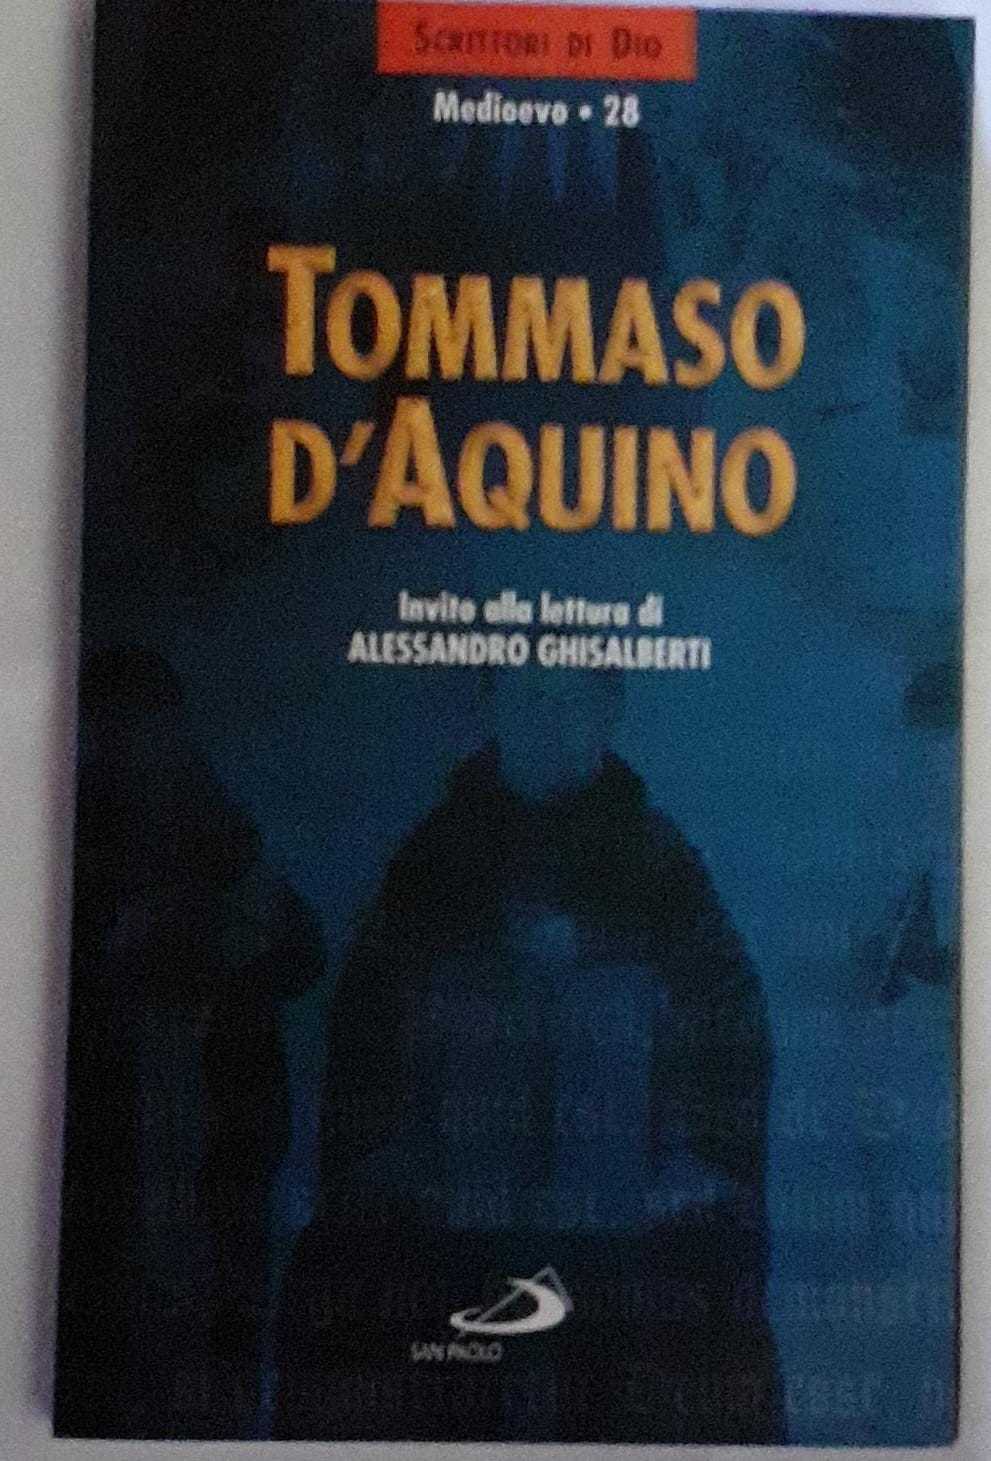 SCRITTORI DI DIO
Medioevo • 28
TOMMASO
D'AQUINO
Invito alla lettura di
ALESSANDRO GHISALBERTI
SAN PAOLO